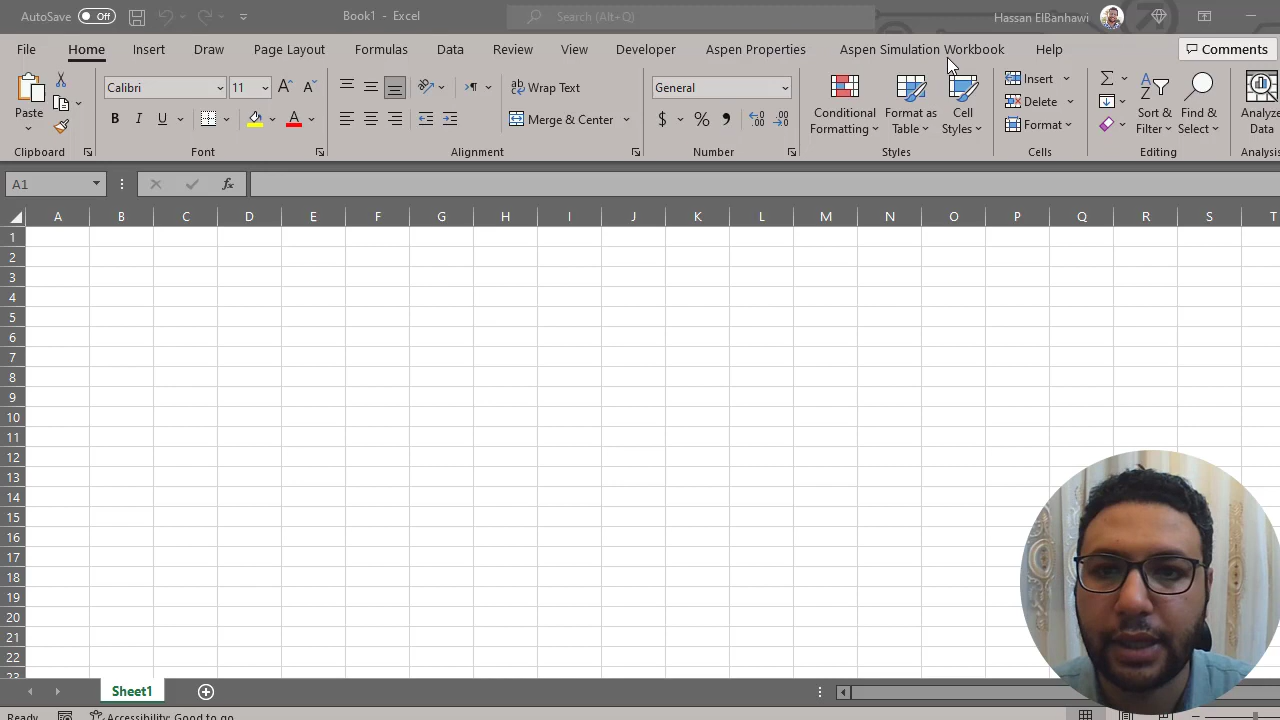 AutoSave Off Book1 - Excel Search (Alt+Q) Hassan ElBanhawi
File Home Insert Draw Page Layout Formulas Data Review View Developer Aspen Properties Aspen Simulation Workbook Help Comments
Paste
Clipboard
Calibri 11
B I U A
Font
ab Wrap Text
Merge & Center
Alignment
General
$ % 9
Number
Conditional Formatting
Format as Table
Cell Styles
Styles
Insert
Delete
Format
Cells
Sort & Filter
Find & Select
Editing
Analyze Data
Analysis
A1 fx
A B C D E F G H I J K L M N O P Q R S T
1
2
3
4
5
6
7
8
9
10
11
12
13
14
15
16
17
18
19
20
21
22
23
Sheet1
Ready Accessibility: Good to go